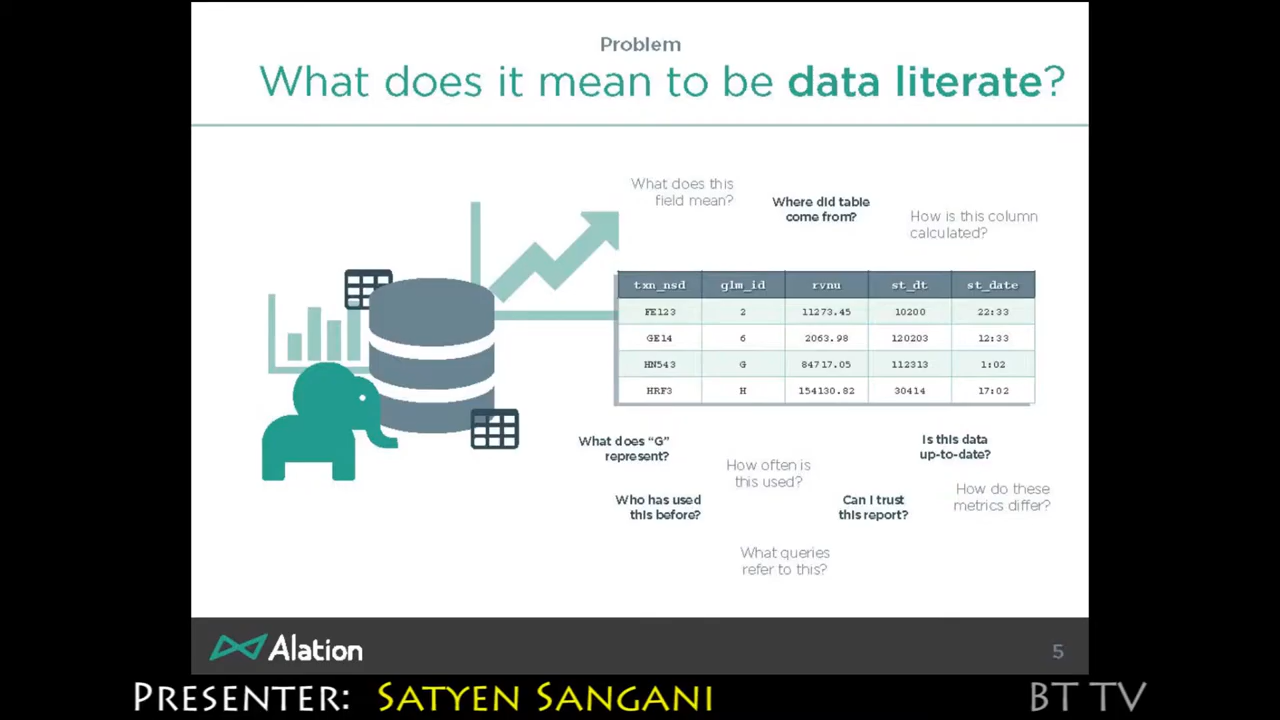 Problem
What does it mean to be data literate?
What does this
field mean?
Where did table
come from?
How is this column
calculated?
txn_nsd glm_id rvnu st_dt st_date
FE123 2 11273.45 10200 22:33
GE14 6 2063.98 120203 12:33
HN543 G 84717.05 112313 1:02
HRF3 H 154130.82 30414 17:02
What does "G"
represent?
How often is
this used?
Is this data
up-to-date?
Who has used
this before?
Can I trust
this report?
How do these
metrics differ?
What queries
refer to this?
Alation
5
PRESENTER: SATYEN SANGANI
BT TV